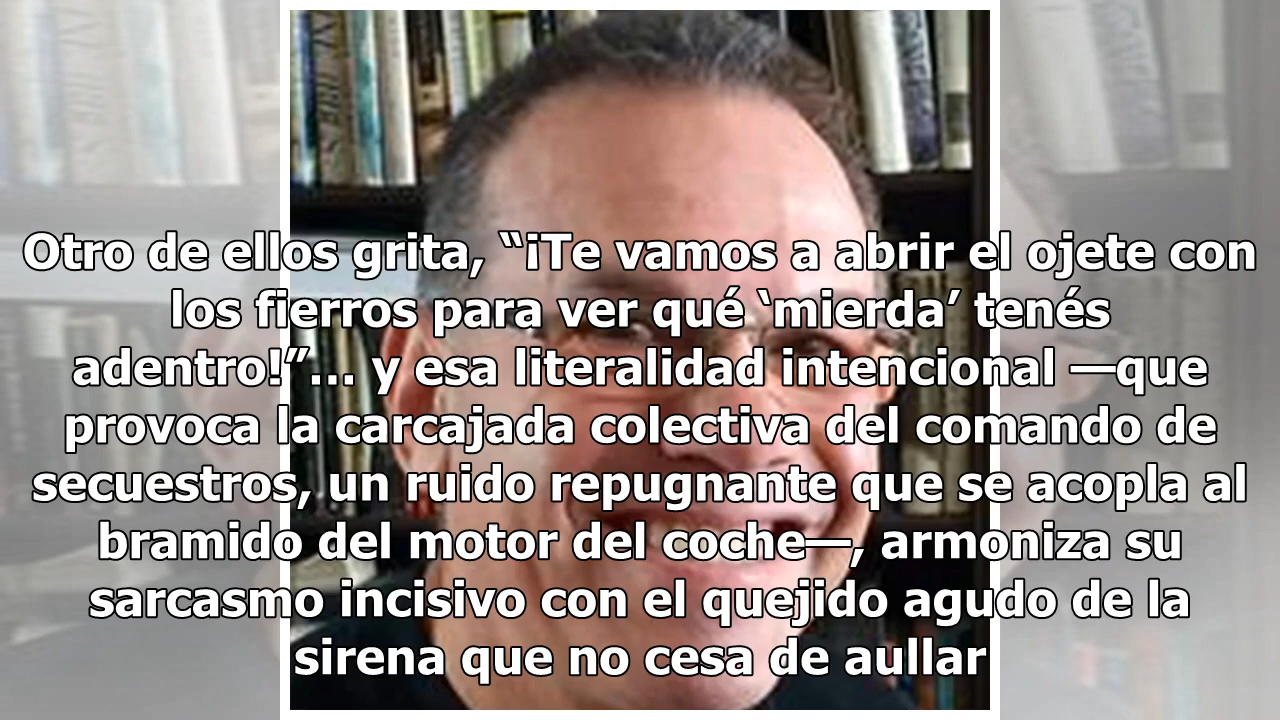 Otro de ellos grita, “¡Te vamos a abrir el ojete con
los fierros para ver qué ‘mierda’ tenés
adentro!”... y esa literalidad intencional —que
provoca la carcajada colectiva del comando de
secuestros, un ruido repugnante que se acopla al
bramido del motor del coche—, armoniza su
sarcasmo incisivo con el quejido agudo de la
sirena que no cesa de aullar